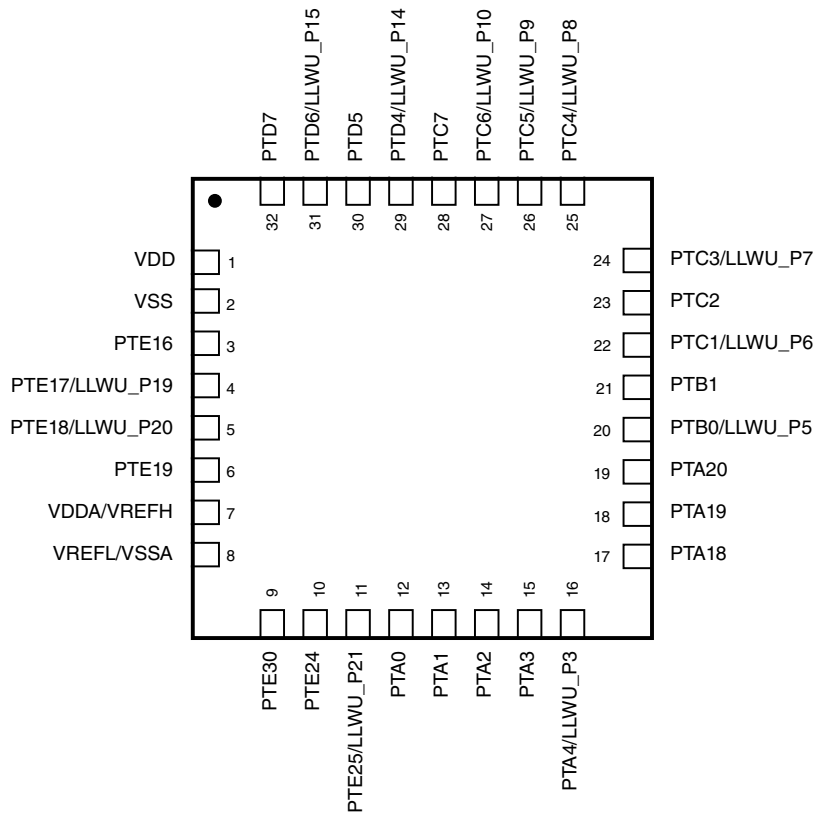 PTD7
PTD6/LLWU_P15
PTD5
PTD4/LLWU_P14
PTC7
PTC6/LLWU_P10
PTC5/LLWU_P9
PTC4/LLWU_P8
32
31
30
29
28
27
26
25
VDD 1
VSS 2
PTE16 3
PTE17/LLWU_P19 4
PTE18/LLWU_P20 5
PTE19 6
VDDA/VREFH 7
VREFL/VSSA 8
24 PTC3/LLWU_P7
23 PTC2
22 PTC1/LLWU_P6
21 PTB1
20 PTB0/LLWU_P5
19 PTA20
18 PTA19
17 PTA18
9
10
11
12
13
14
15
16
PTE30
PTE24
PTE25/LLWU_P21
PTA0
PTA1
PTA2
PTA3
PTA4/LLWU_P3